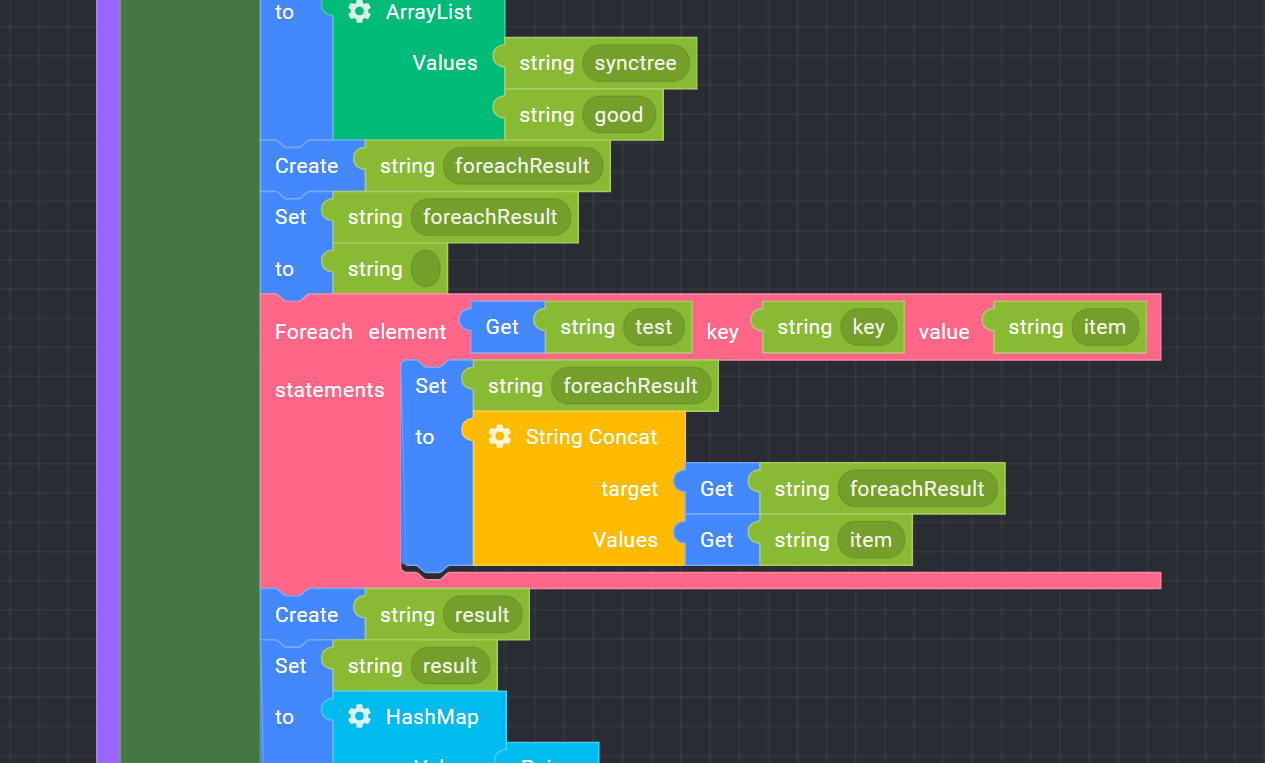 to ArrayList
Values string synctree
string good
Create string foreachResult
Set string foreachResult
to string
Foreach element Get string test key string key value string item
statements Set string foreachResult
to String Concat
target Get string foreachResult
Values Get string item
Create string result
Set string result
to HashMap